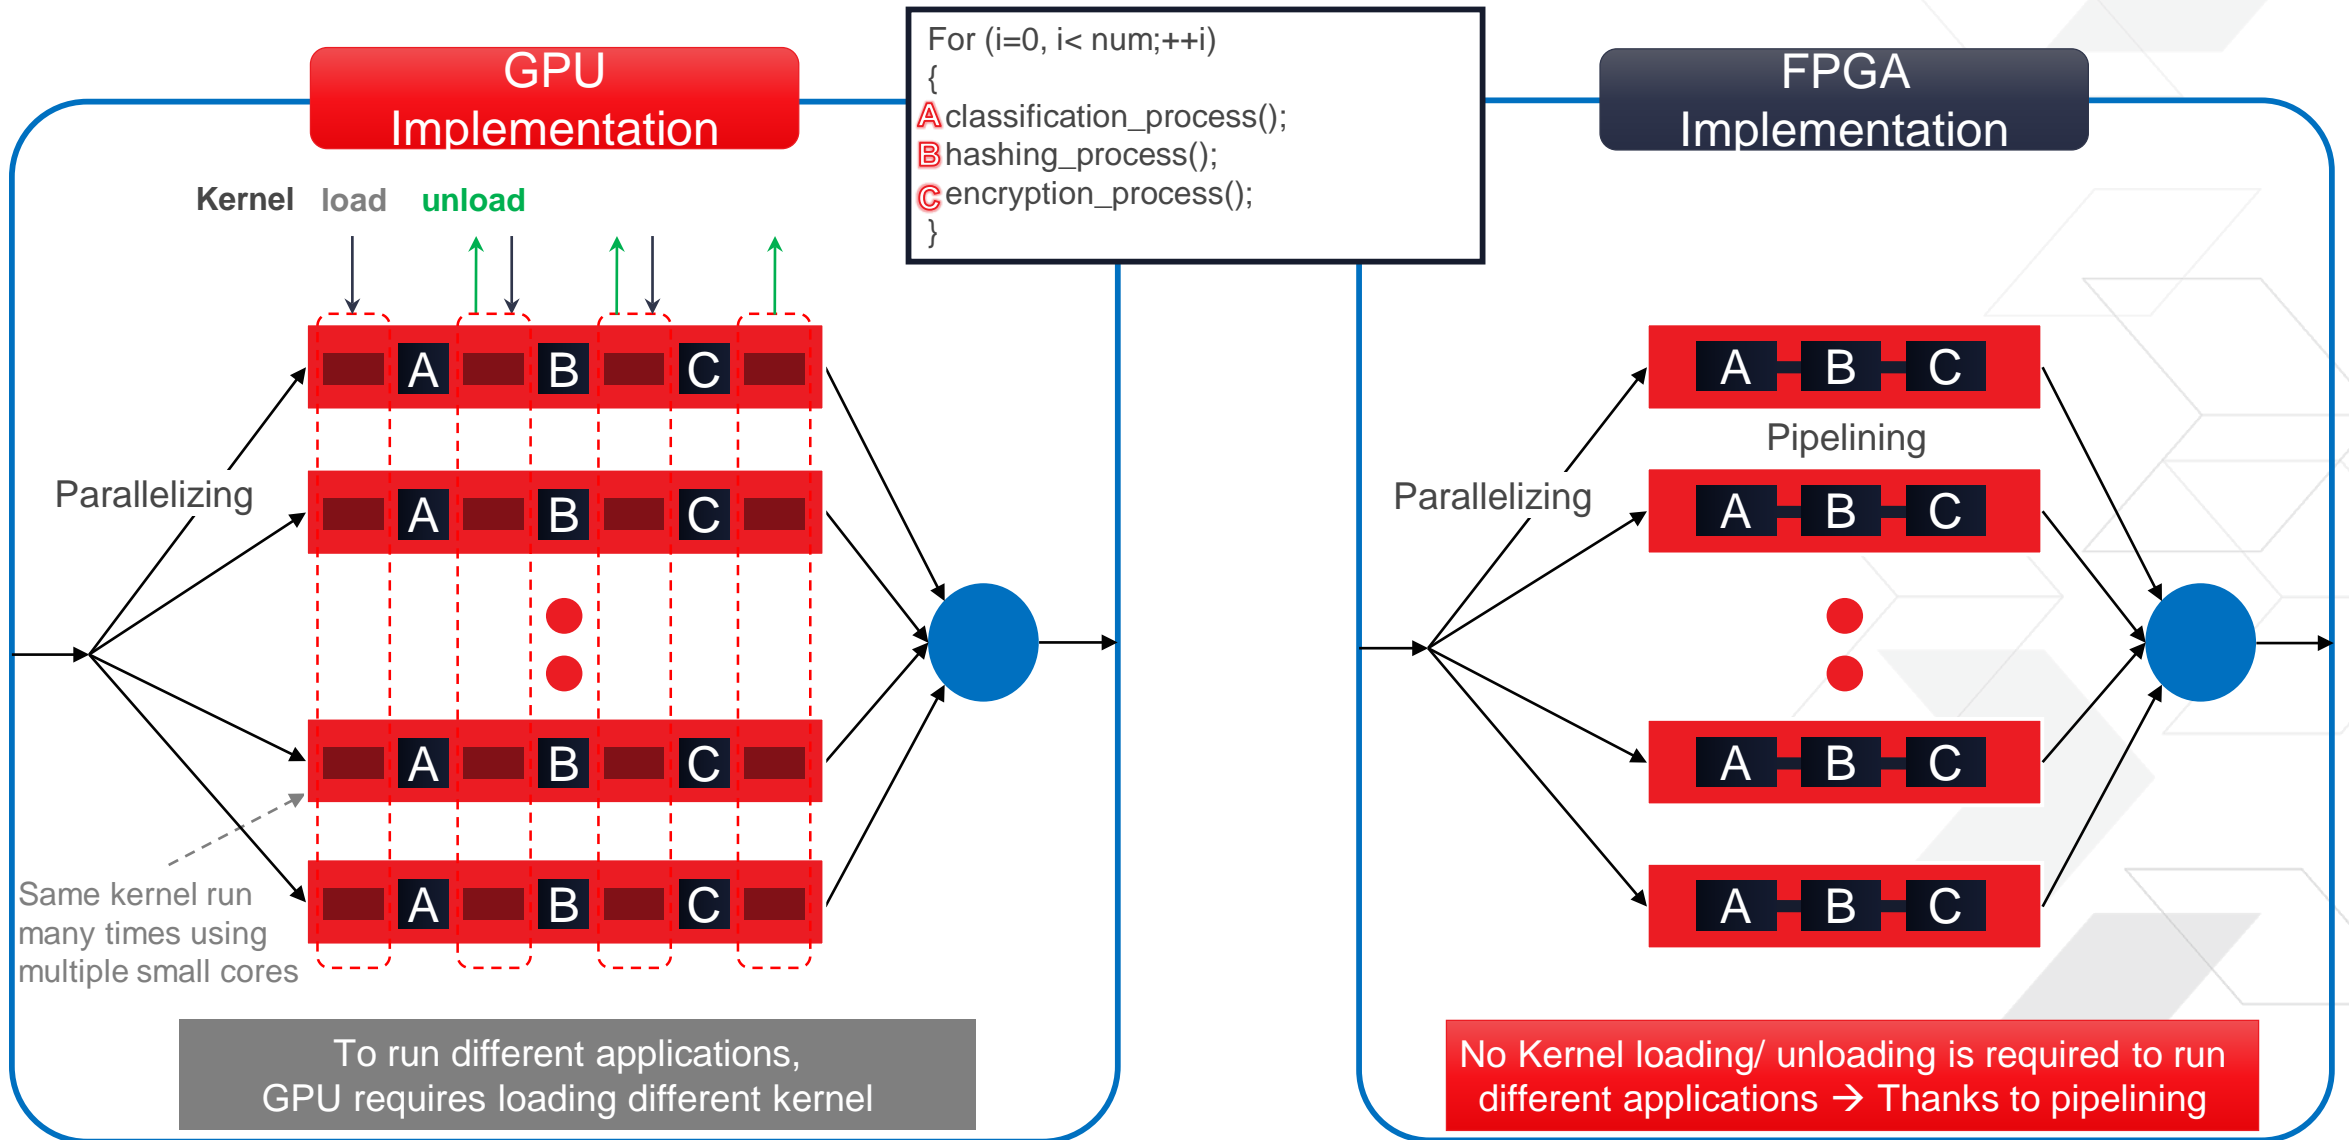 For (i=0, i< num;++i)
{
A classification_process();
B hashing_process();
C encryption_process();
}
GPU
Implementation
Kernel load unload
A B C
Parallelizing
A B C
A B C
A B C
Same kernel run
many times using
multiple small cores
To run different applications,
GPU requires loading different kernel
FPGA
Implementation
A B C
Pipelining
Parallelizing
A B C
A B C
A B C
No Kernel loading/ unloading is required to run
different applications → Thanks to pipelining